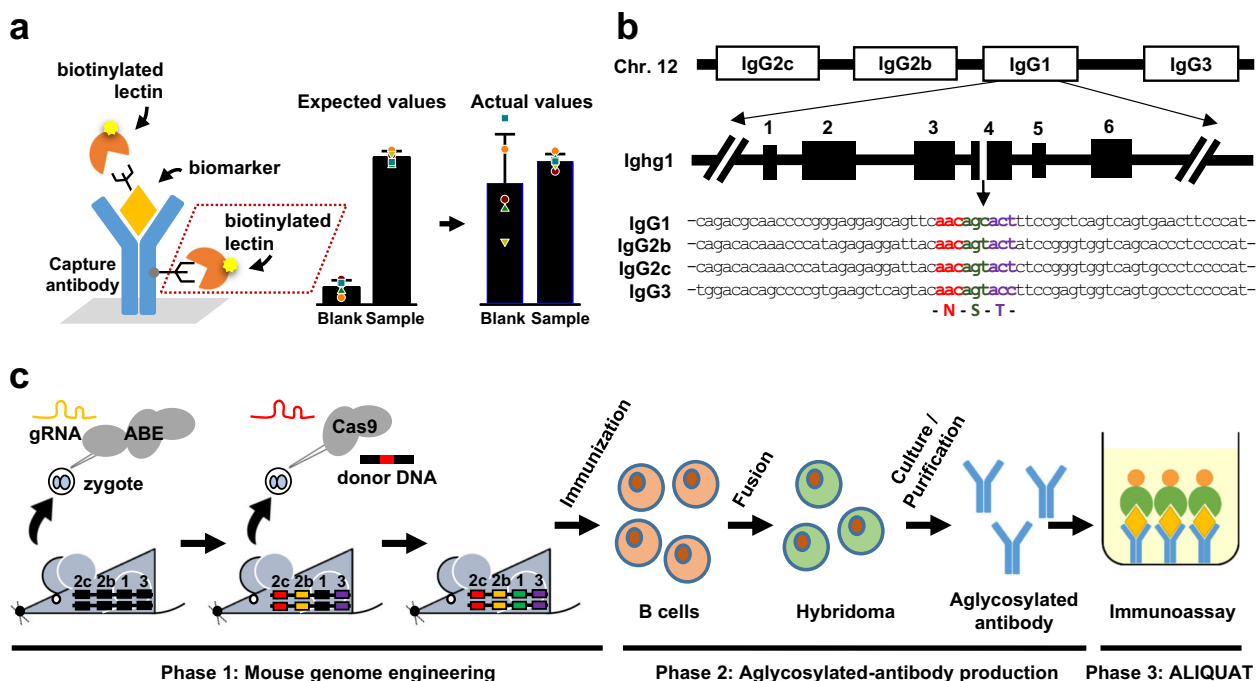 a
biotinylated
lectin
biomarker
biotinylated
lectin
Capture
antibody
Expected values
Actual values
Blank Sample
Blank Sample
b
Chr. 12
IgG2c
IgG2b
IgG1
IgG3
1 2 3 4 5 6
Ighg1
IgG1 –cagacgcaaccccgggaggagcagttcaacagcactttccgctcagtcagtgaacttcccat–
IgG2b –cagacacaaacccatagagaggattacaacagtactatccgggtggtcagcaccctccccat–
IgG2c –cagacacaaacccatagagaggattacaacagtactctccgggtggtcagtgccctccccat–
IgG3 –tggacacagccccgtgaagctcagtacaacagtaccttccgagtggtcagtgccctccccat–
- N - S - T -
c
gRNA
ABE
zygote
Cas9
donor DNA
2c 2b 1 3
2c 2b 1 3
2c 2b 1 3
Immunization
Fusion
Culture /
Purification
B cells
Hybridoma
Aglycosylated
antibody
Immunoassay
Phase 1: Mouse genome engineering
Phase 2: Aglycosylated-antibody production
Phase 3: ALIQUAT